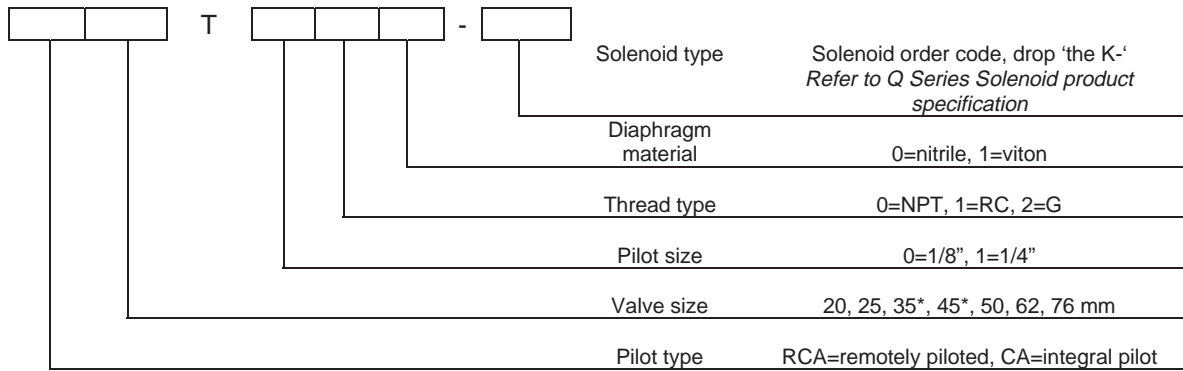 T -
Solenoid type Solenoid order code, drop ‘the K-‘
Refer to Q Series Solenoid product
specification
Diaphragm
material 0=nitrile, 1=viton
Thread type 0=NPT, 1=RC, 2=G
Pilot size 0=1/8”, 1=1/4”
Valve size 20, 25, 35*, 45*, 50, 62, 76 mm
Pilot type RCA=remotely piloted, CA=integral pilot